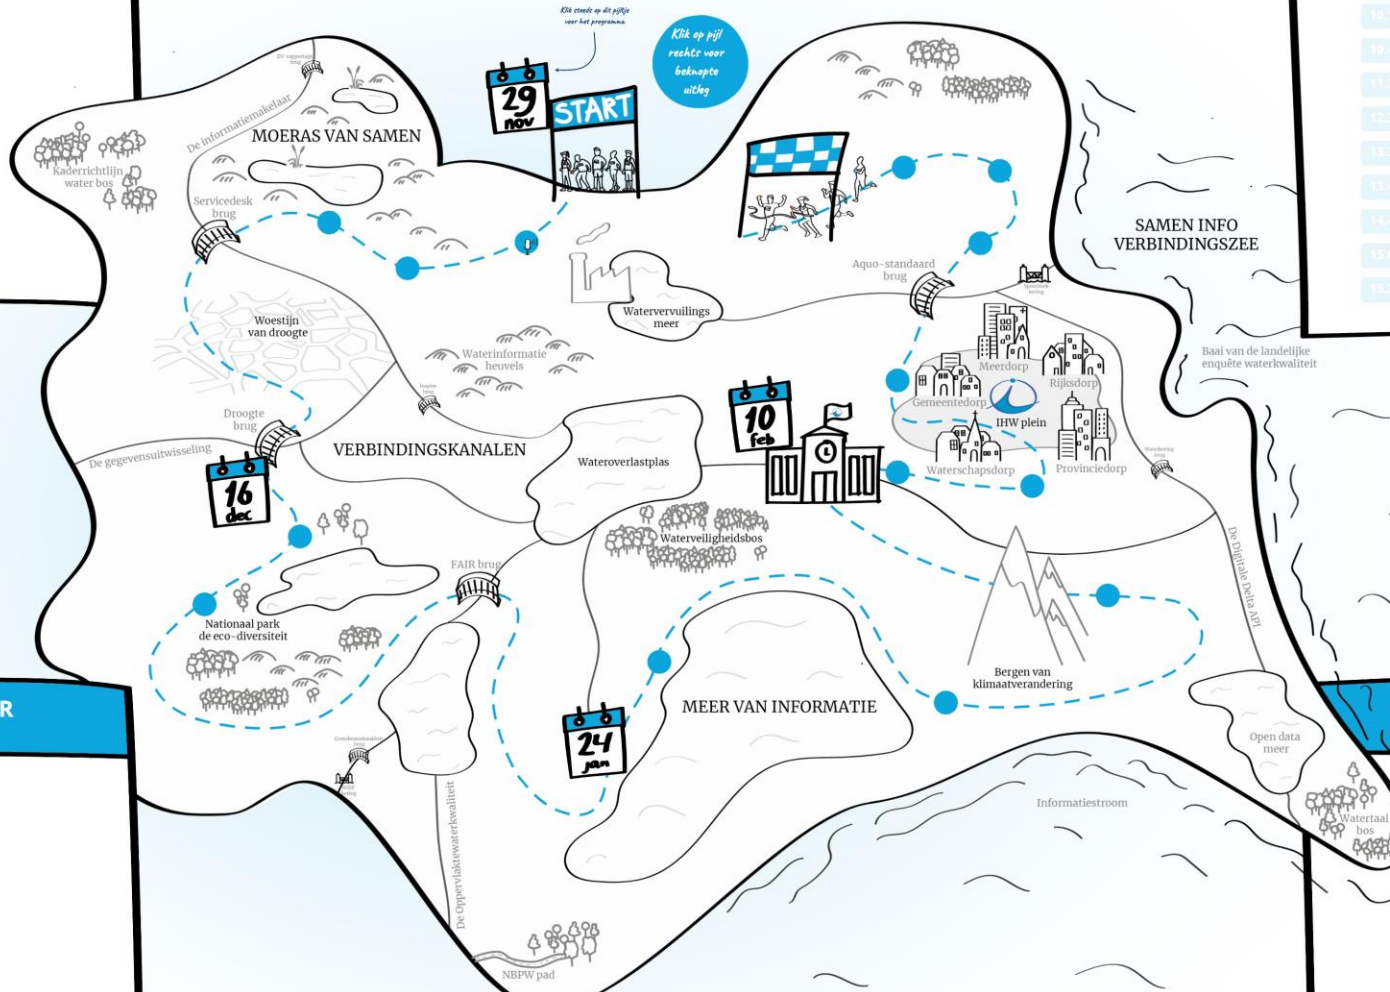 Klik steeds op dit pijltje
voor het programma
Klik op pijl
rechts voor
beknopte
uitleg
29
nov
START
De informatiemakelaar
MOERAS VAN SAMEN
Kaderrichtlijn
water bos
Servicedesk
brug
SAMEN INFO
VERBINDINGSZEE
Aquo-standaard
brug
Watervervuilings
meer
Woestijn
van droogte
Waterinformatie
heuvels
Baai van de landelijke
enquête waterkwaliteit
Meerdorp
Rijksdorp
Gemeentedorp
IHW plein
Waterschapsdorp
Provinciedorp
10
feb
Droogte
brug
De gegevensuitwisseling
VERBINDINGSKANALEN
Wateroverlastplas
16
dec
Waterveiligheidsbos
FAIR brug
De Digitale Delta API
Nationaal park
de eco-diversiteit
Bergen van
klimaatverandering
MEER VAN INFORMATIE
R
24
jan
Open data
meer
Informatiestroom
Watertaal
bos
De Oppervlaktewaterkwaliteit
NBPW pad